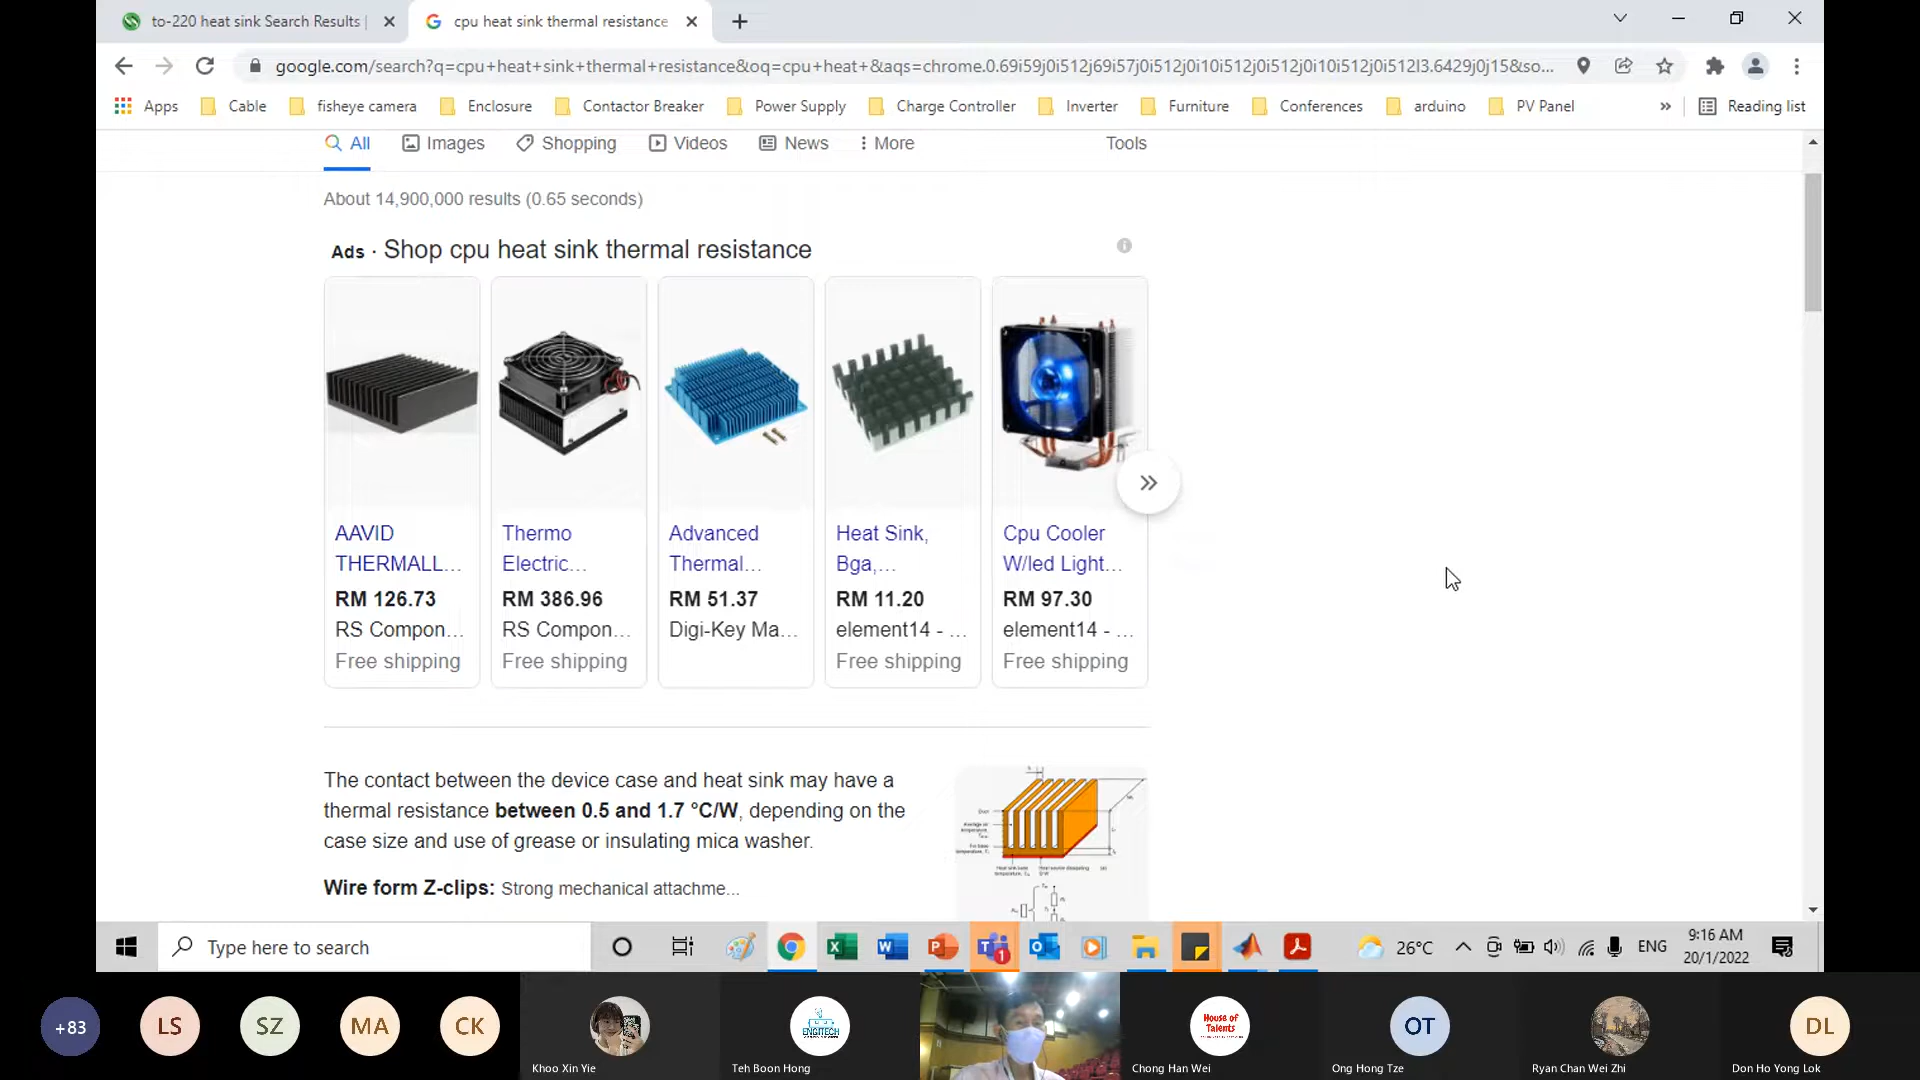 to-220 heat sink Search Results |
cpu heat sink thermal resistance
google.com/search?q=cpu+heat+sink+thermal+resistance&oq=cpu+heat+&aqs=chrome.0.69i59j0i512j69i57j0i512j0i10i512j0i512j0i10i512j0i512l3.6429j0j15&so...
Apps
Cable
fisheye camera
Enclosure
Contactor Breaker
Power Supply
Charge Controller
Inverter
Furniture
Conferences
arduino
PV Panel
»
Reading list
All
Images
Shopping
Videos
News
More
Tools
About 14,900,000 results (0.65 seconds)
Ads · Shop cpu heat sink thermal resistance
AAVID
THERMALL...
RM 126.73
RS Compon...
Free shipping
Thermo
Electric...
RM 386.96
RS Compon...
Free shipping
Advanced
Thermal...
RM 51.37
Digi-Key Ma...
Heat Sink,
Bga,...
RM 11.20
element14 - ...
Free shipping
Cpu Cooler
W/led Light...
RM 97.30
element14 - ...
Free shipping
The contact between the device case and heat sink may have a
thermal resistance between 0.5 and 1.7 °C/W, depending on the
case size and use of grease or insulating mica washer.
Wire form Z-clips: Strong mechanical attachme...
Type here to search
1
26°C
ENG
9:16 AM
20/1/2022
+83
LS
SZ
MA
CK
Khoo Xin Yie
ENGITECH
Teh Boon Hong
House of
Talents
Chong Han Wei
OT
Ong Hong Tze
Ryan Chan Wei Zhi
DL
Don Ho Yong Lok